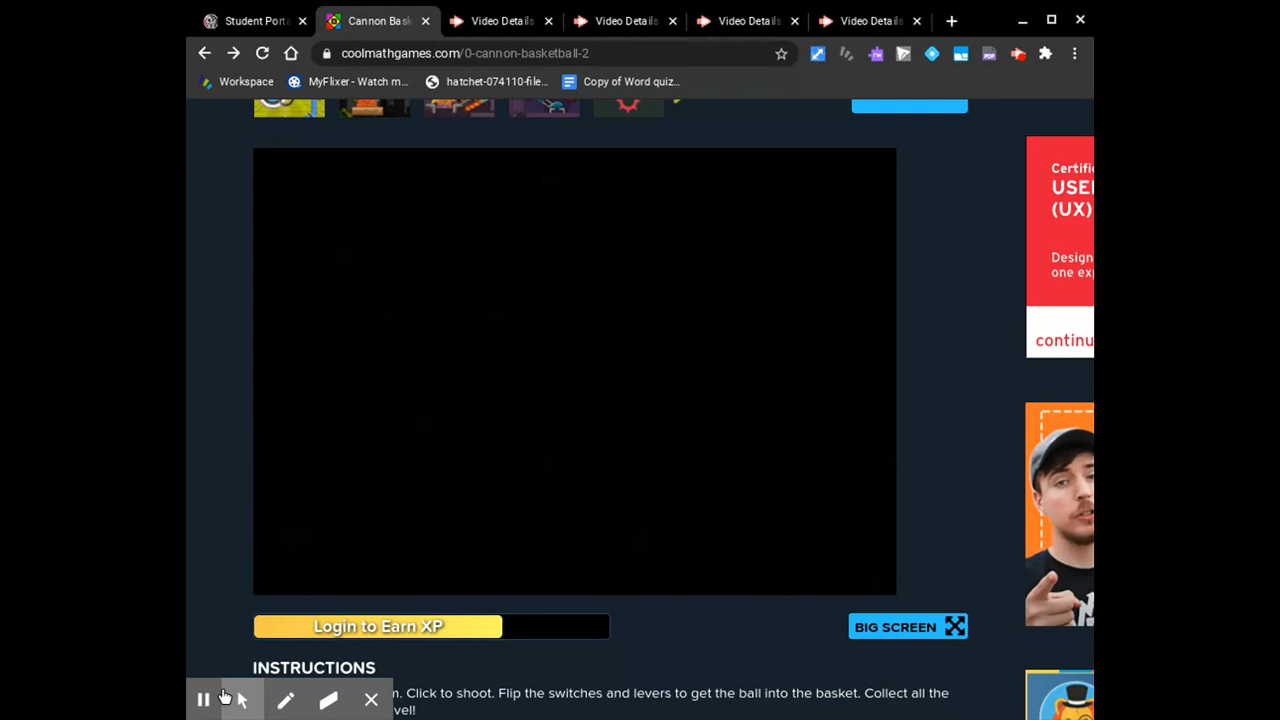 Student Porta
Cannon Bask
Video Details
Video Details
Video Details
Video Details
coolmathgames.com/0-cannon-basketball-2
Workspace
MyFlixer - Watch m...
hatchet-074110-file...
Copy of Word quiz...
Certific
USE
(UX)
Design
one exp
continu
Login to Earn XP
BIG SCREEN
INSTRUCTIONS
m. Click to shoot. Flip the switches and levers to get the ball into the basket. Collect all the
vel!